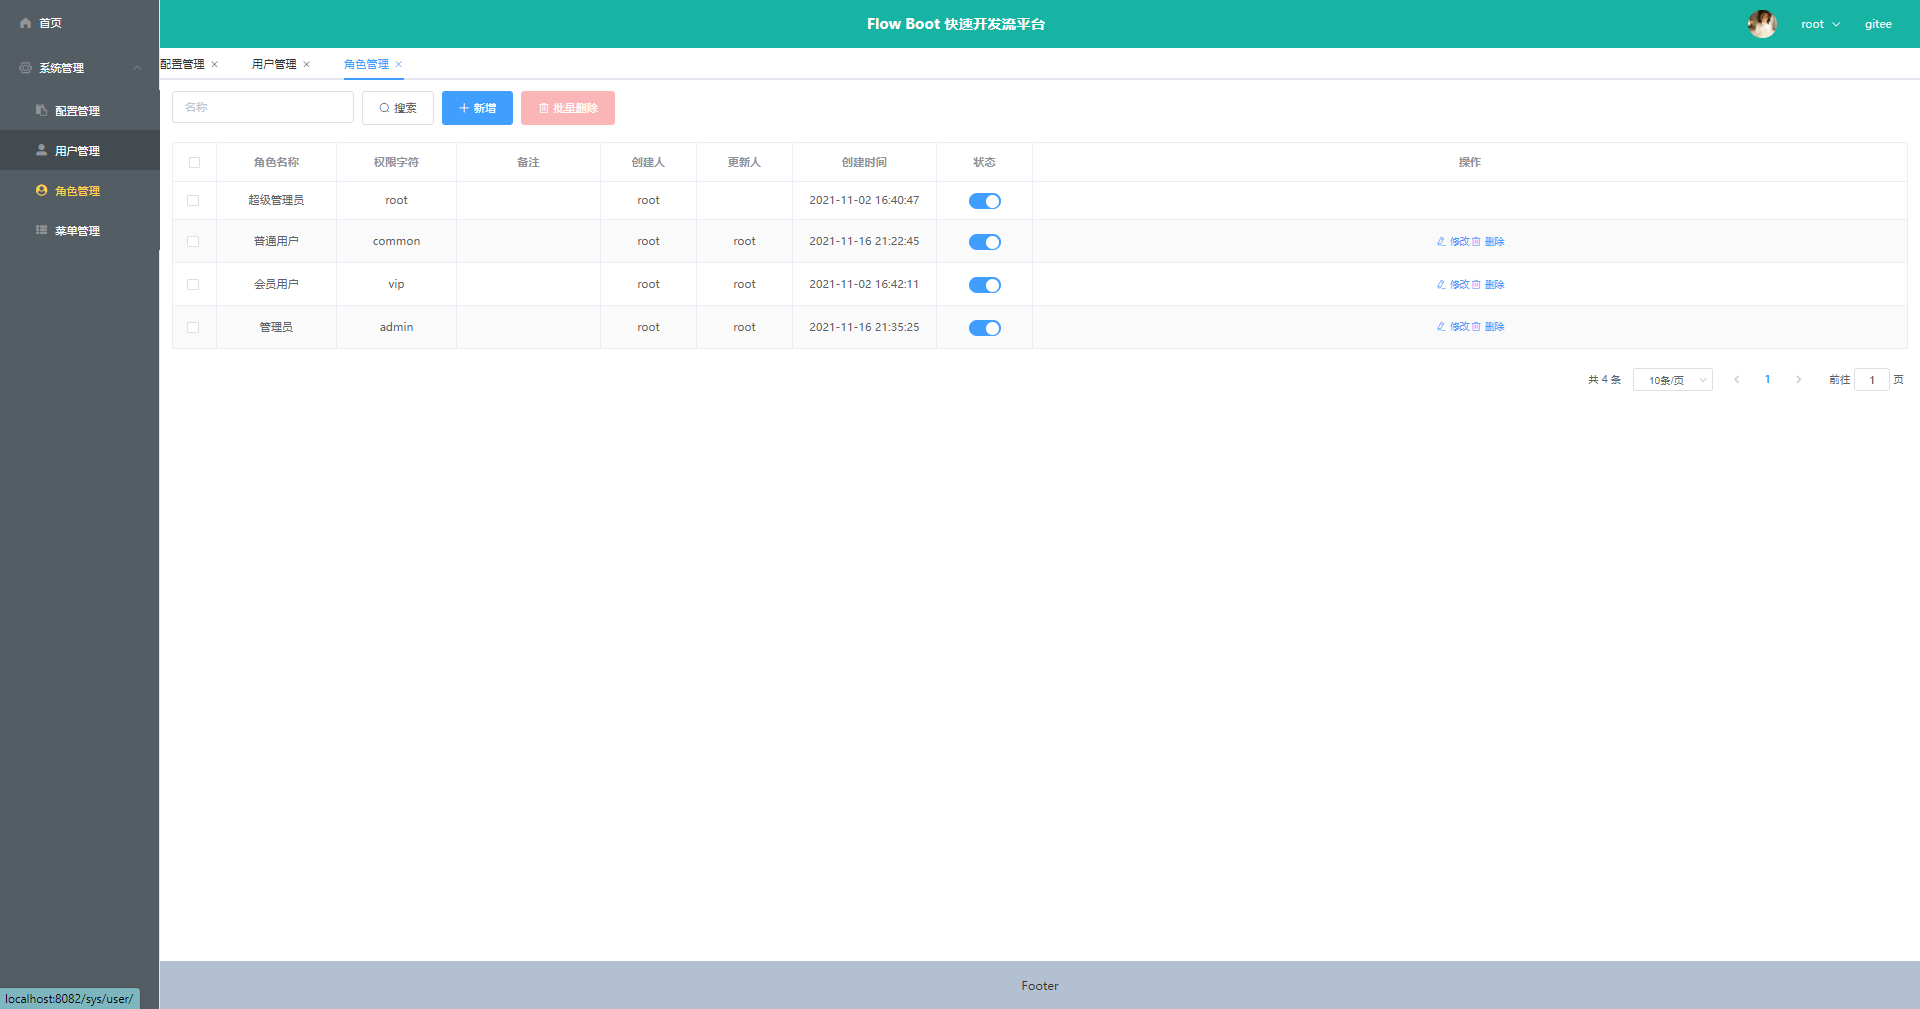 首页
系统管理
配置管理
用户管理
角色管理
菜单管理
Flow Boot 快速开发流平台
root
gitee
配置管理 用户管理 角色管理
名称 搜索 新增 批量删除
角色名称 权限字符 备注 创建人 更新人 创建时间 状态 操作
超级管理员 root root 2021-11-02 16:40:47
普通用户 common root root 2021-11-16 21:22:45 修改 删除
会员用户 vip root root 2021-11-02 16:42:11 修改 删除
管理员 admin root root 2021-11-16 21:35:25 修改 删除
共 4 条 10条/页 1 前往 1 页
Footer
localhost:8082/sys/user/